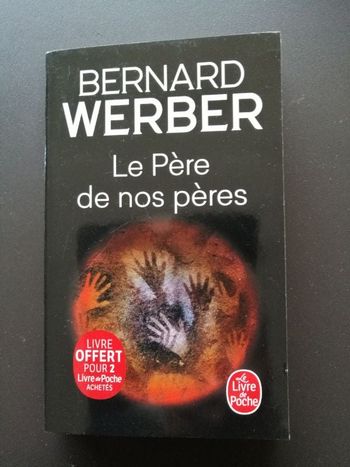 BERNARD
WERBER
Le Père
de nos pères
LIVRE
OFFERT
POUR 2
Livre de Poche
ACHETÉS
Le
Livre
de
Poche